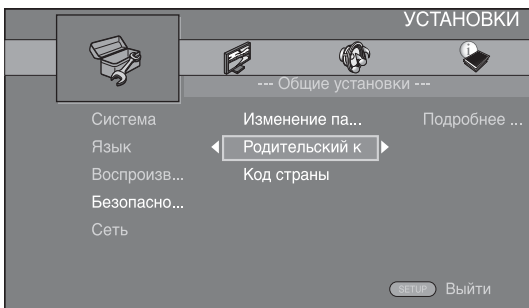 УСТАНОВКИ
--- Общие установки ---
Система Изменение па... Подробнее ...
Язык Родительский к
Воспроизв... Код страны
Безопасно...
Сеть
SETUP Выйти